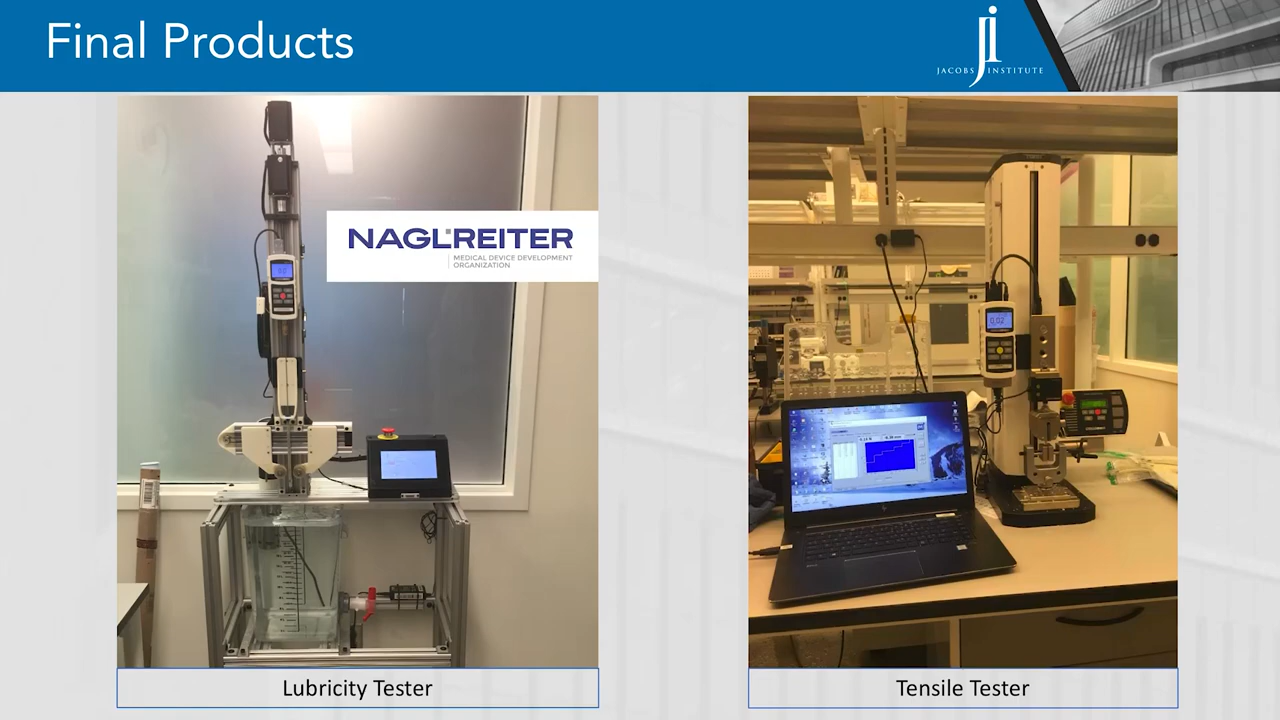 Final Products
JACOBS INSTITUTE
NAGL REITER
MEDICAL DEVICE DEVELOPMENT
ORGANIZATION
Lubricity Tester
Tensile Tester